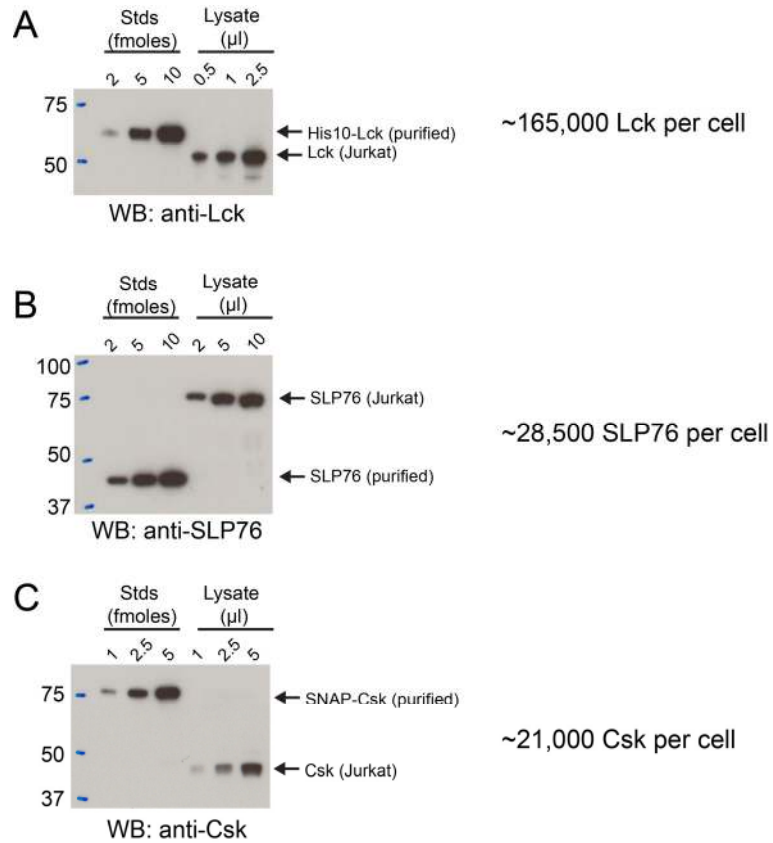 A
Stds
(fmoles)
Lysate
(µl)
2 5 10 0.5 1 2.5
75
50
His10-Lck (purified)
Lck (Jurkat)
WB: anti-Lck
~165,000 Lck per cell
B
Stds
(fmoles)
Lysate
(µl)
2 5 10 2 5 10
100
75
50
37
SLP76 (Jurkat)
SLP76 (purified)
WB: anti-SLP76
~28,500 SLP76 per cell
C
Stds
(fmoles)
Lysate
(µl)
1 2.5 5 1 2.5 5
75
50
37
SNAP-Csk (purified)
Csk (Jurkat)
WB: anti-Csk
~21,000 Csk per cell